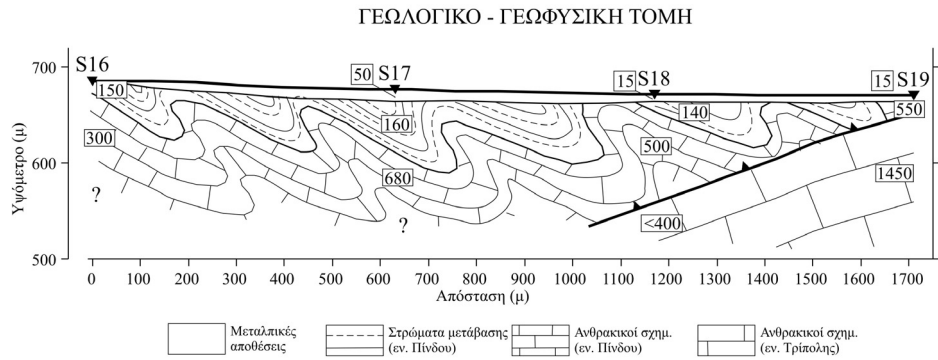 ΓΕΩΛΟΓΙΚΟ - ΓΕΩΦΥΣΙΚΗ ΤΟΜΗ
S16
S17
S18
S19
700
600
500
Υψόμετρο (μ)
150
50
15
15
550
300
160
140
680
500
1450
<400
?
?
0 100 200 300 400 500 600 700 800 900 1000 1100 1200 1300 1400 1500 1600 1700
Απόσταση (μ)
Μεταλπικές
αποθέσεις
Στρώματα μετάβασης
(εν. Πίνδου)
Ανθρακικοί σχημ.
(εν. Πίνδου)
Ανθρακικοί σχημ.
(εν. Τρίπολης)